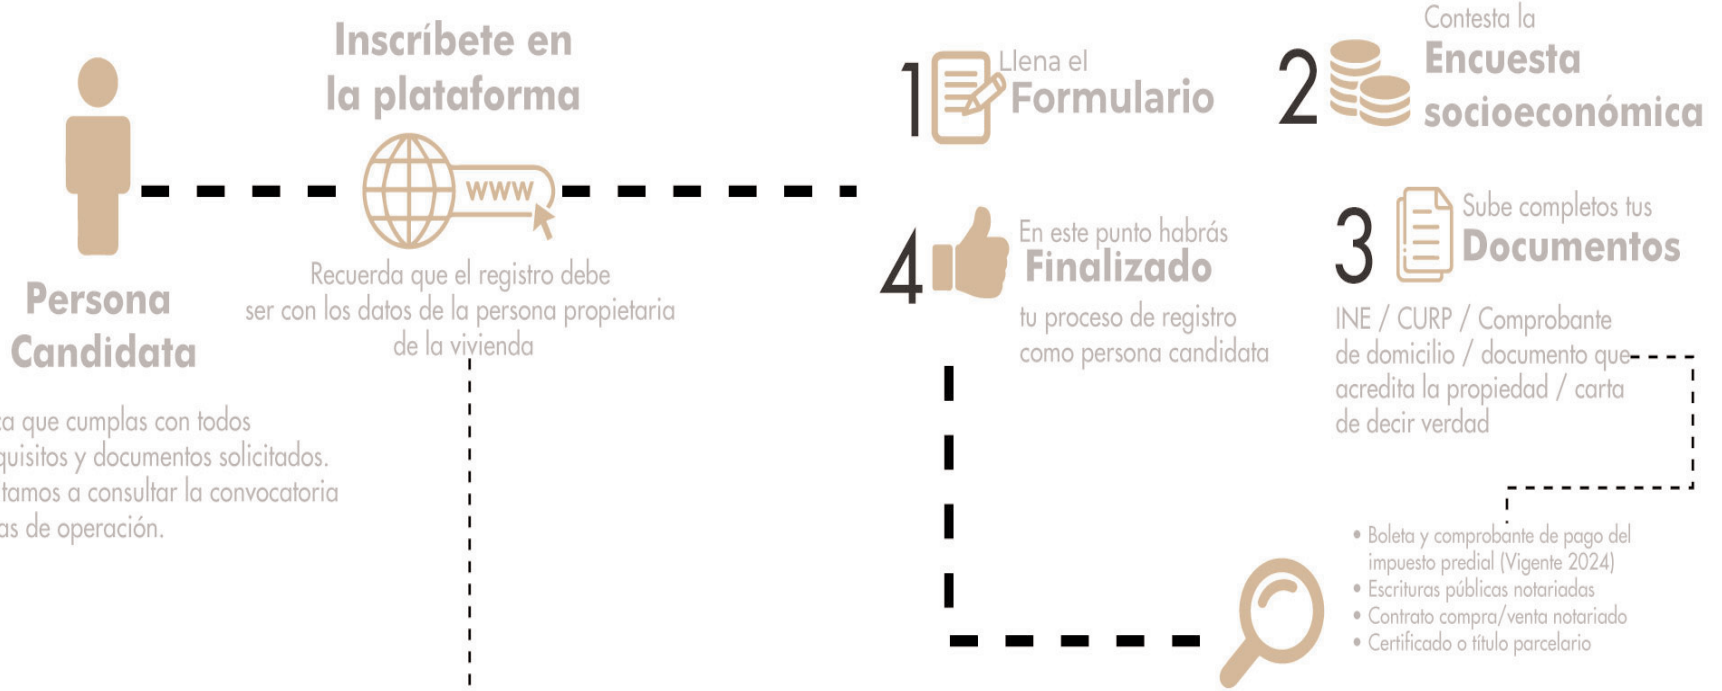 Inscríbete en
la plataforma
www
Recuerda que el registro debe
ser con los datos de la persona propietaria
de la vivienda
Persona
Candidata
que cumplas con todos
y documentos solicitados.
a consultar la convocatoria
de operación.
1
Llena el
Formulario
2
Contesta la
Encuesta
socioeconómica
3
Sube completos tus
Documentos
INE / CURP / Comprobante
de domicilio / documento que
acredita la propiedad / carta
de decir verdad
• Boleta y comprobante de pago del
impuesto predial (Vigente 2024)
• Escrituras públicas notariadas
• Contrato compra/venta notariado
• Certificado o título parcelario
4
En este punto habrás
Finalizado
tu proceso de registro
como persona candidata